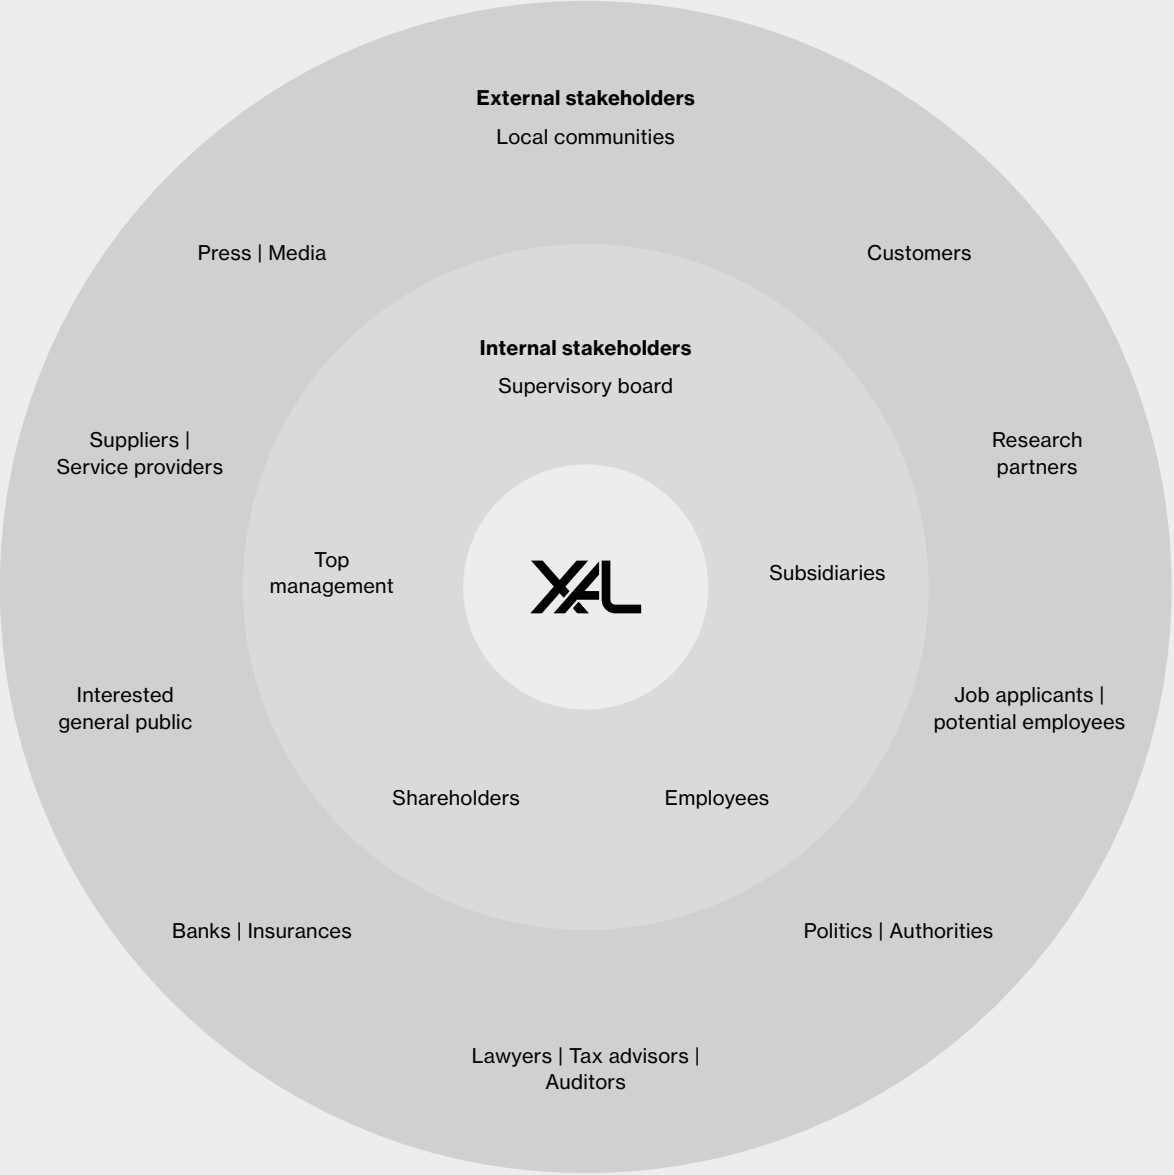 External stakeholders
Local communities
Press | Media
Customers
Internal stakeholders
Supervisory board
Suppliers |
Service providers
Research
partners
Top
management
XAL
Subsidiaries
Interested
general public
Job applicants |
potential employees
Shareholders
Employees
Banks | Insurances
Politics | Authorities
Lawyers | Tax advisors |
Auditors